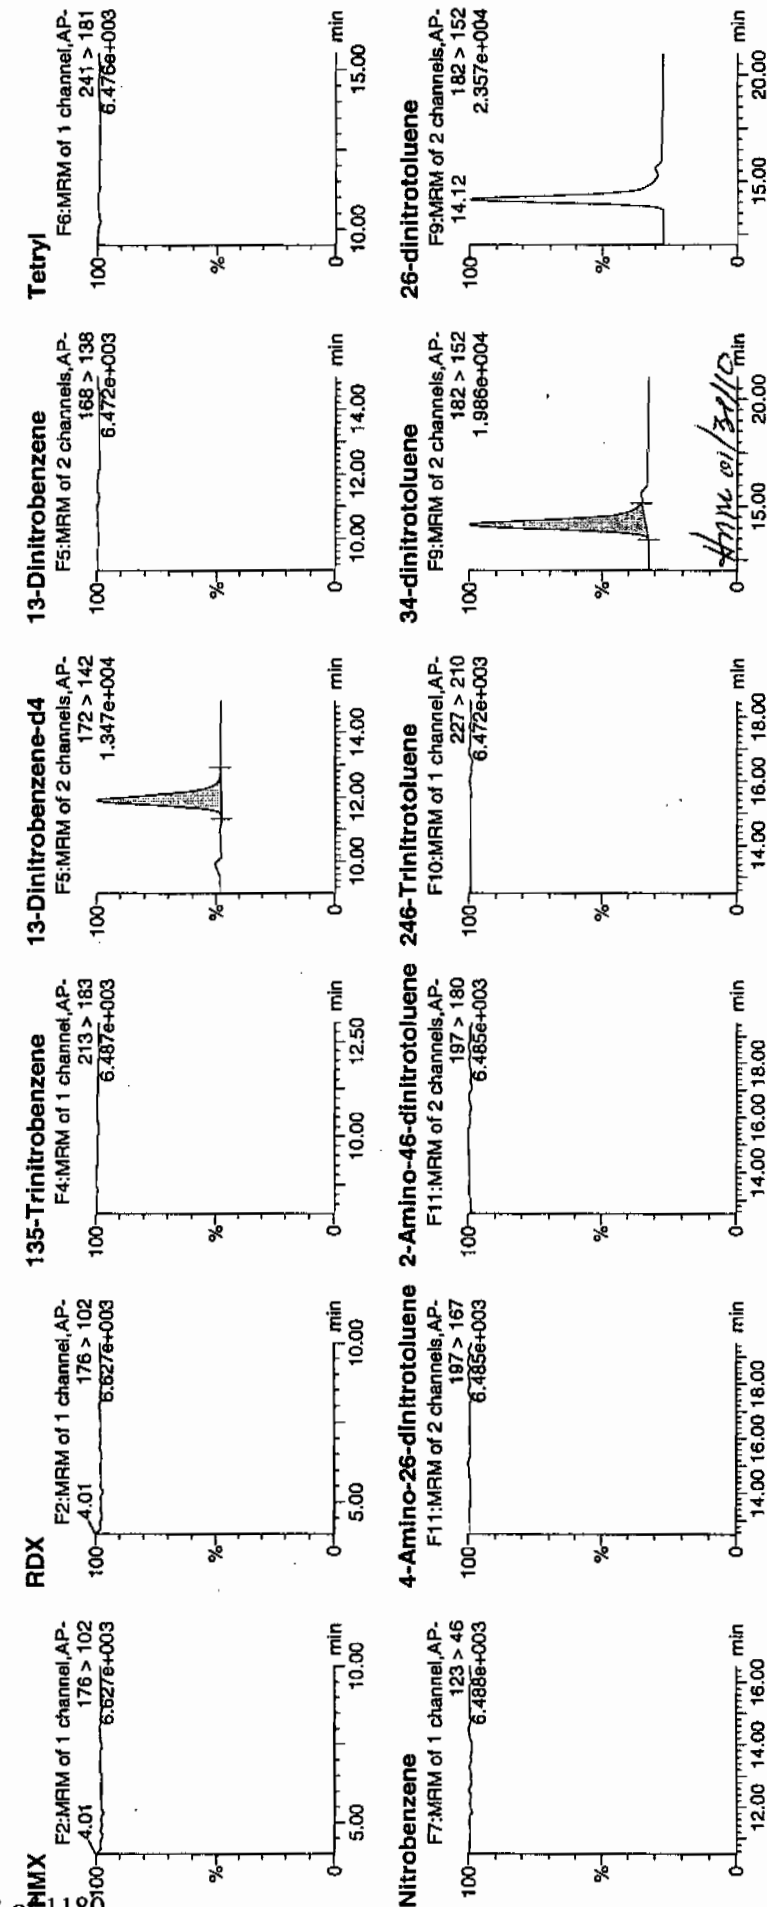 HMX
F2:MRM of 1 channel,AP-
176 > 102
6.627e+003
4.01
100
%
0
5.00
10.00
min
RDX
F2:MRM of 1 channel,AP-
176 > 102
6.627e+003
4.01
100
%
0
5.00
10.00
min
135-Trinitrobenzene
F4:MRM of 1 channel,AP-
213 > 183
6.487e+003
100
%
0
10.00
12.50
min
13-Dinitrobenzene-d4
F5:MRM of 2 channels,AP-
172 > 142
1.347e+004
100
%
0
10.00
12.00
14.00
min
13-Dinitrobenzene
F5:MRM of 2 channels,AP-
168 > 138
6.472e+003
100
%
0
10.00
12.00
14.00
min
Tetryl
F6:MRM of 1 channel,AP-
241 > 181
6.476e+003
100
%
0
10.00
15.00
min
Nitrobenzene
F7:MRM of 1 channel,AP-
123 > 46
6.488e+003
100
%
0
12.00
14.00
16.00
min
4-Amino-26-dinitrotoluene
F11:MRM of 2 channels,AP-
197 > 167
6.485e+003
100
%
0
14.00
16.00
18.00
min
2-Amino-46-dinitrotoluene
F11:MRM of 2 channels,AP-
197 > 180
6.485e+003
100
%
0
14.00
16.00
18.00
min
246-Trinitrotoluene
F10:MRM of 1 channel,AP-
227 > 210
6.472e+003
100
%
0
14.00
16.00
18.00
min
34-dinitrotoluene
F9:MRM of 2 channels,AP-
182 > 152
1.986e+004
100
%
0
15.00
20.00
min
26-dinitrotoluene
F9:MRM of 2 channels,AP-
182 > 152
2.357e+004
14.12
100
%
0
15.00
20.00
min